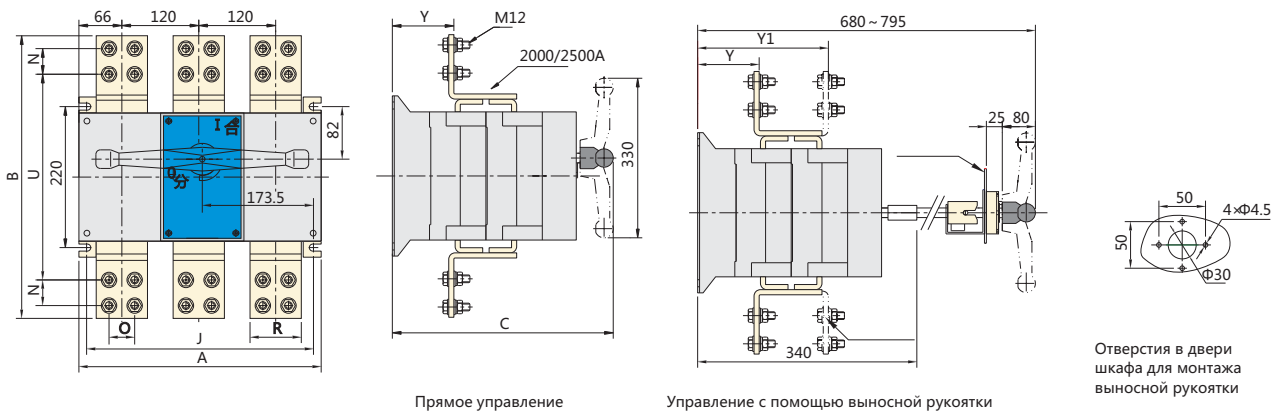 66
120
120
N
U
B
220
N
I 合
O 分
82
173.5
O
R
J
A
Y
M12
2000/2500A
330
C
Прямое управление
680~795
Y1
Y
25
80
340
Управление с помощью выносной рукоятки
50
4×Φ4.5
50
Φ30
Отверстия в двери
шкафа для монтажа
выносной рукоятки